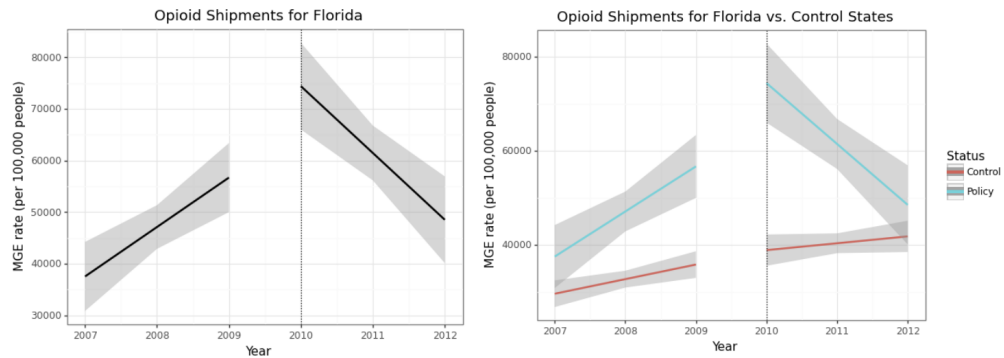 Opioid Shipments for Florida
MGE rate (per 100,000 people)
80000
70000
60000
50000
40000
30000
2007
2008
2009
2010
2011
2012
Year
Opioid Shipments for Florida vs. Control States
MGE rate (per 100,000 people)
80000
60000
40000
2007
2008
2009
2010
2011
2012
Year
Status
Control
Policy